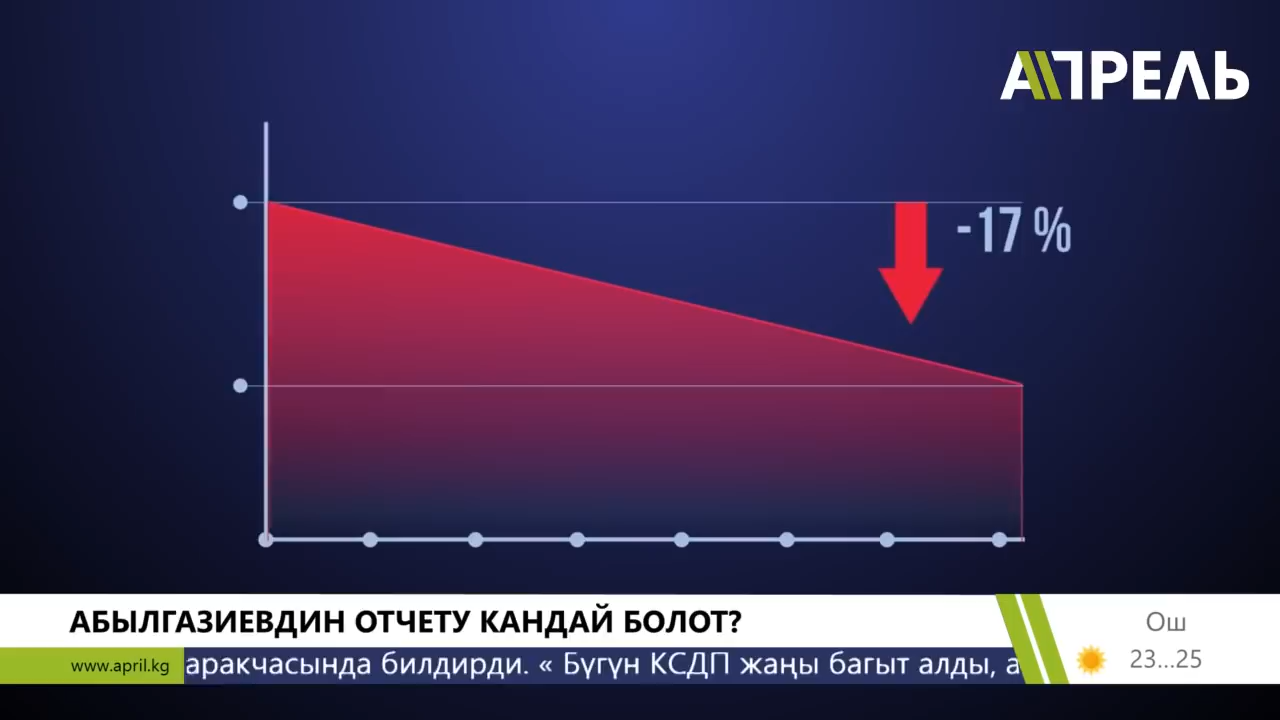 АПРЕЛЬ
-17 %
АБЫЛГАЗИЕВДИН ОТЧЕТУ КАНДАЙ БОЛОТ?
Ош
www.april.kg
аракчасында билдирди. « Бүгүн КСДП жаңы багыт алды, а
23...25